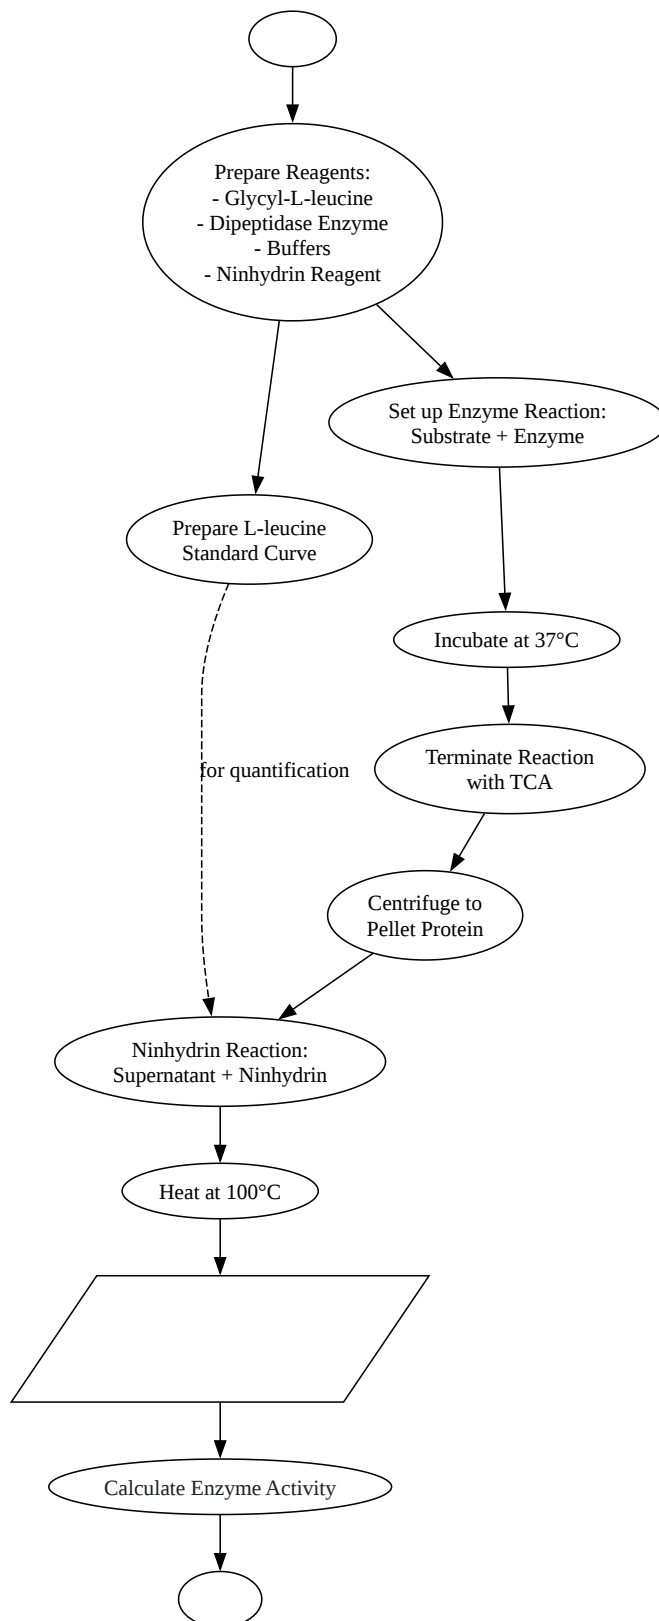 Prepare Reagents:
- Glycyl-L-leucine
- Dipeptidase Enzyme
- Buffers
- Ninhydrin Reagent
Set up Enzyme Reaction:
Substrate + Enzyme
Prepare L-leucine
Standard Curve
Incubate at 37°C
Terminate Reaction
with TCA
for quantification
Centrifuge to
Pellet Protein
Ninhydrin Reaction:
Supernatant + Ninhydrin
Heat at 100°C
Calculate Enzyme Activity